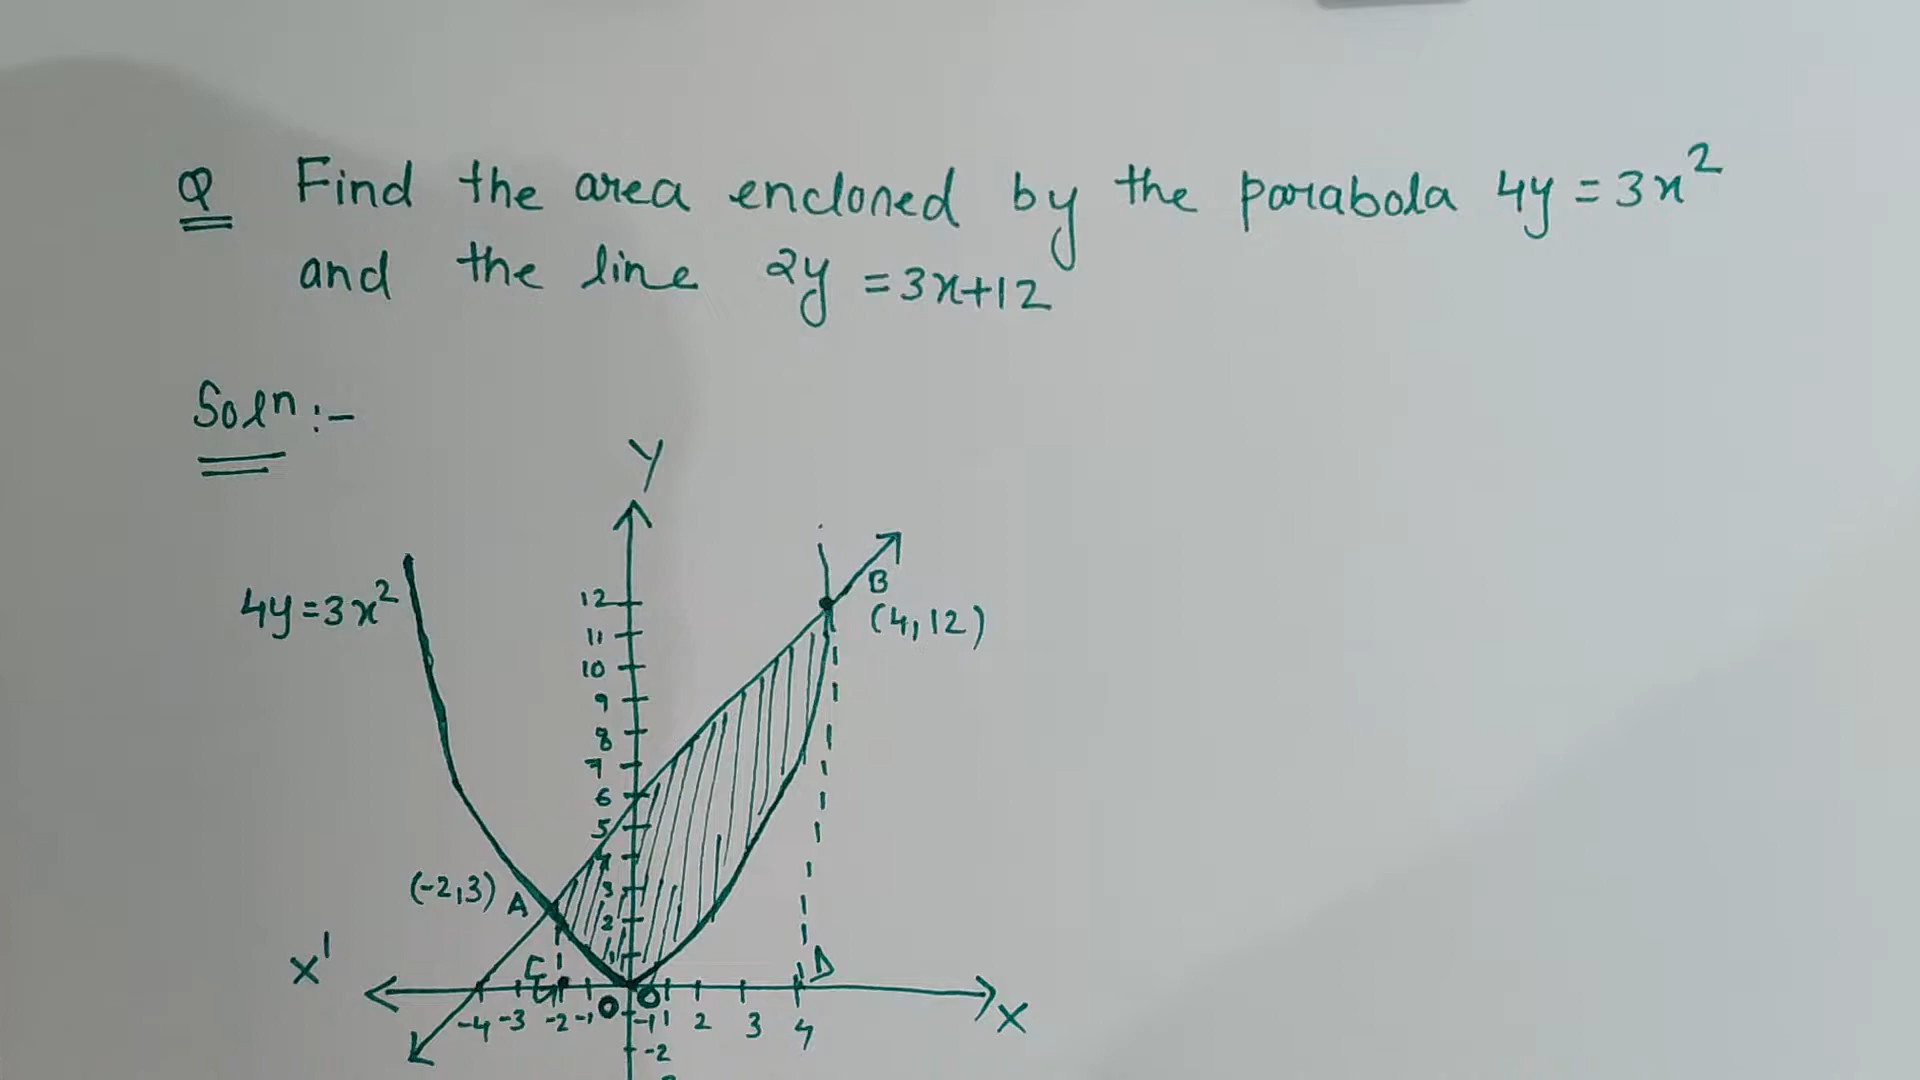 Q Find the area enclosed by the parabola 4y = 3x²
and the line 2y = 3x+12
Solⁿ :-
Y
4y=3x²
B
(4,12)
12
11
10
9
8
7
6
5
4
3
2
1
(-2,3) A
X'
C
D
-4 -3 -2 -1 O 1 2 3 4
X
-1
-2